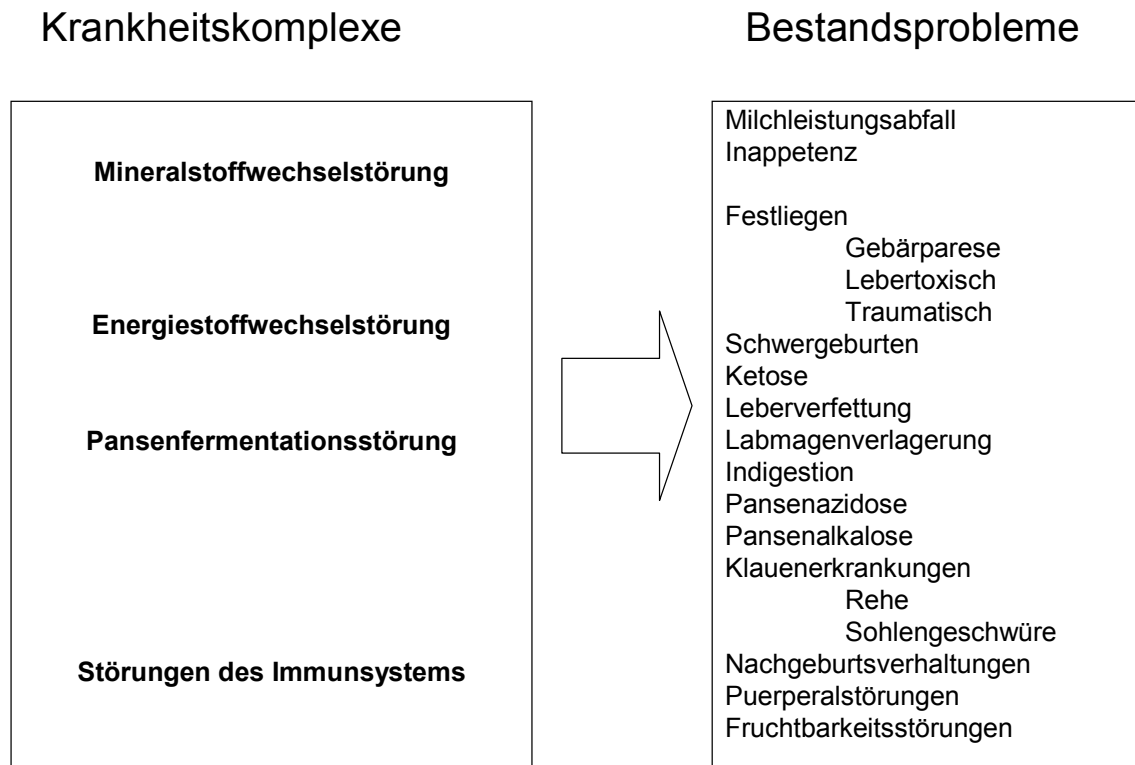 Krankheitskomplexe
Bestandsprobleme
Mineralstoffwechselstörung
Energiestoffwechselstörung
Pansenfermentationsstörung
Störungen des Immunsystems
Milchleistungsabfall
Inappetenz
Festliegen
Gebärparese
Lebertoxisch
Traumatisch
Schwergeburten
Ketose
Leberverfettung
Labmagenverlagerung
Indigestion
Pansenazidose
Pansenalkalose
Klauenerkrankungen
Rehe
Sohlengeschwüre
Nachgeburtsverhaltungen
Puerperalstörungen
Fruchtbarkeitsstörungen